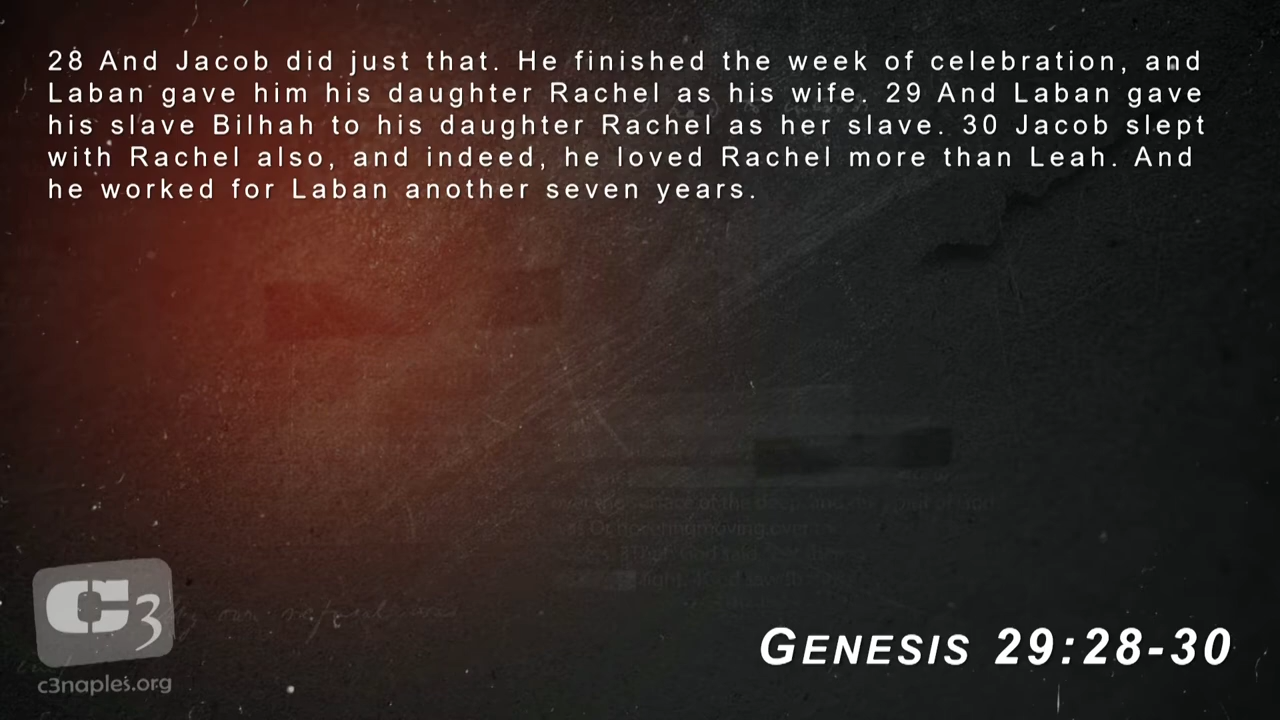 28 And Jacob did just that. He finished the week of celebration, and
Laban gave him his daughter Rachel as his wife. 29 And Laban gave
his slave Bilhah to his daughter Rachel as her slave. 30 Jacob slept
with Rachel also, and indeed, he loved Rachel more than Leah. And
he worked for Laban another seven years.
C3
c3naples.org
GENESIS 29:28-30